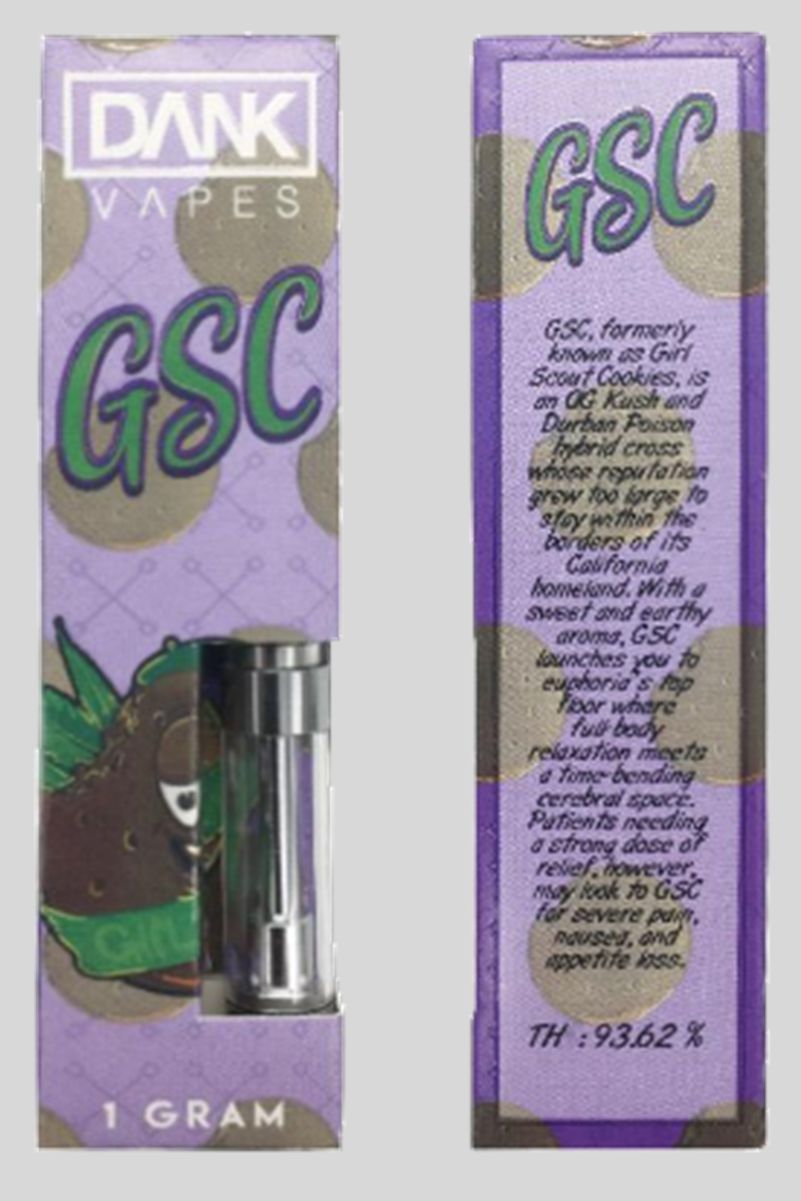 DANK
VAPES
GSC
1 GRAM
GSC
GSC, formerly
known as Girl
Scout Cookies, is
an OG Kush and
Durban Poison
hybrid cross
whose reputation
grew too large to
stay within the
borders of its
California
homeland. With a
sweet and earthy
aroma, GSC
launches you to
euphoria's top
floor where
full-body
relaxation meets
a time-bending
cerebral space.
Patients needing
a strong dose of
relief, however,
may look to GSC
for severe pain,
nausea, and
appetite loss.
TH : 93.62 %